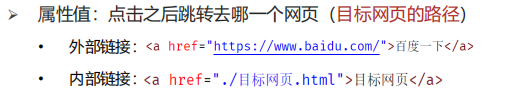 ➢ 属性值：点击之后跳转去哪一个网页（目标网页的路径）
• 外部链接：<a href="https://www.baidu.com/">百度一下</a>
• 内部链接：<a href="./目标网页.html">目标网页</a>